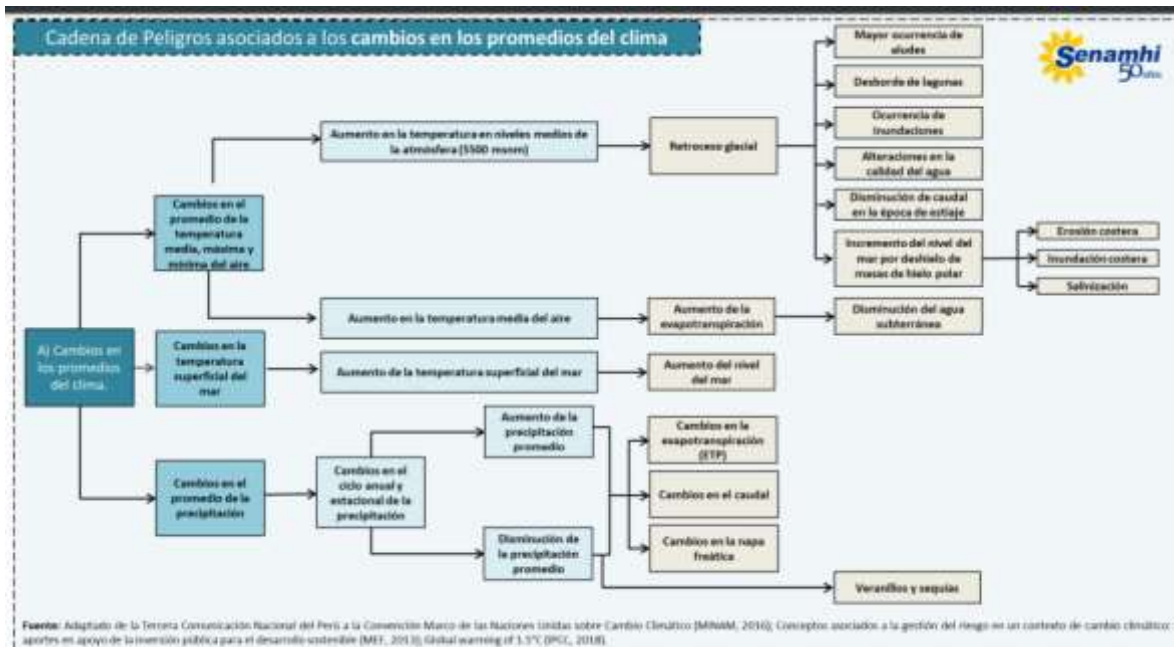 Cadena de Peligros asociados a los cambios en los promedios del clima
Senamhi
50 años
Mayor ocurrencia de
aludes
Desborde de lagunas
Ocurrencia de
inundaciones
Alteraciones en la
calidad del agua
Disminución de caudal
en la época de estiaje
Incremento del nivel del
mar por deshielo de
masas de hielo polar
Erosión costera
Inundación costera
Salinización
Aumento en la temperatura en niveles medios de
la atmósfera (5500 msnm)
Retroceso glacial
Cambios en el
promedio de la
temperatura
media, máxima y
mínima del aire
Aumento en la temperatura media del aire
Aumento de la
evapotranspiración
Disminución del agua
subterránea
A) Cambios en
los promedios
del clima.
Cambios en la
temperatura
superficial del
mar
Aumento de la temperatura superficial del mar
Aumento del nivel
del mar
Cambios en el
promedio de la
precipitación
Cambios en el
ciclo anual y
estacional de la
precipitación
Aumento de la
precipitación
promedio
Disminución de
la precipitación
promedio
Cambios en la
evapotranspiración
(ETP)
Cambios en el caudal
Cambios en la napa
freática
Veranillos y sequías
Fuente: Adaptado de la Tercera Comunicación Nacional del Perú a la Convención Marco de las Naciones Unidas sobre Cambio Climático (MINAM, 2016); Conceptos asociados a la gestión del riesgo en un contexto de cambio climático:
aportes en apoyo de la inversión pública para el desarrollo sostenible (MEF, 2013); Global warming of 1.5°C (IPCC, 2018).